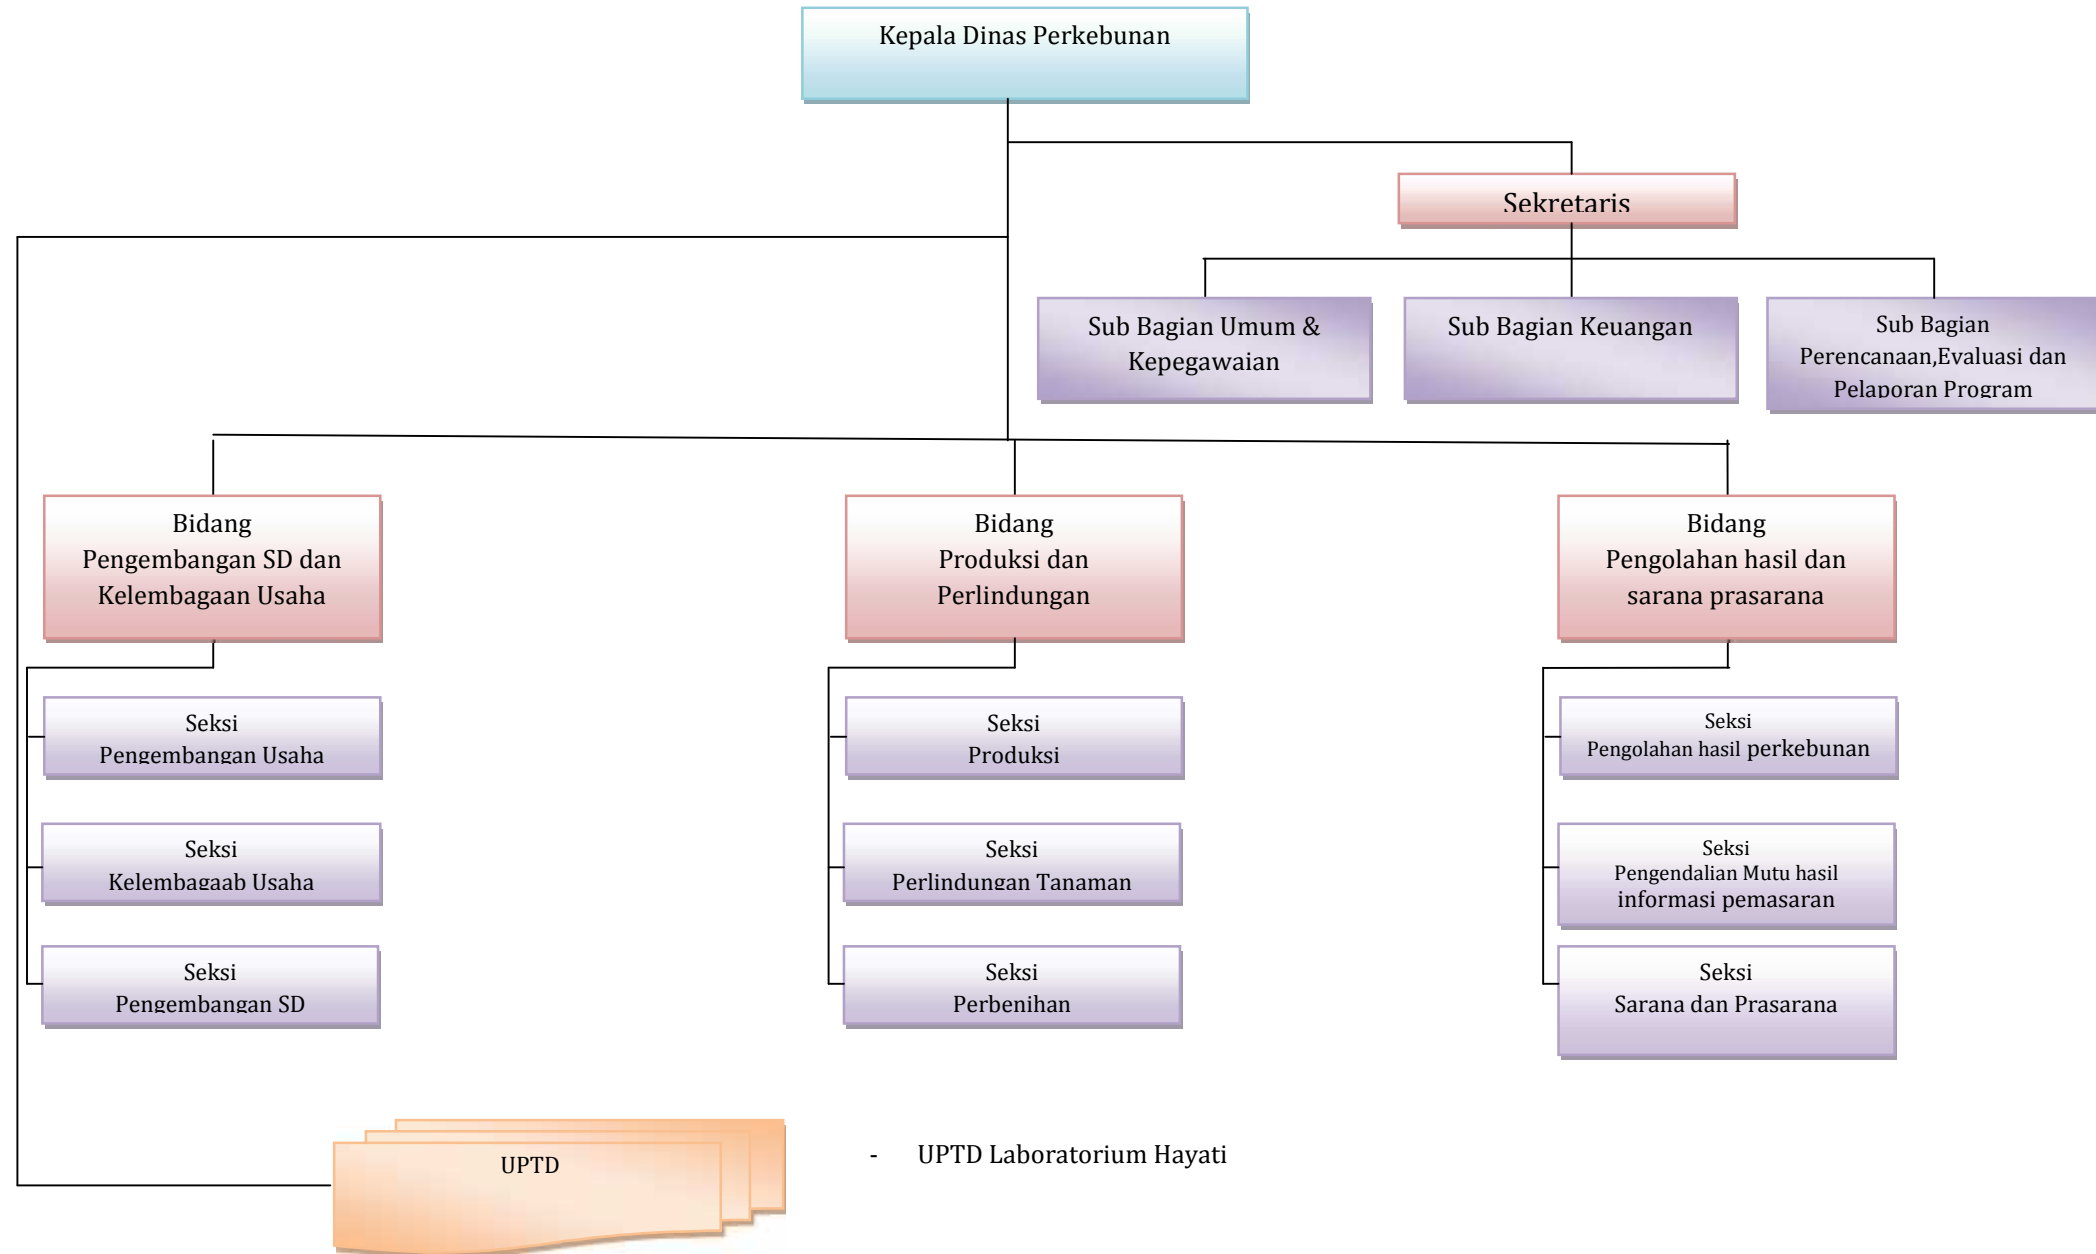 Kepala Dinas Perkebunan
Sekretaris
Sub Bagian Umum &
Kepegawaian
Sub Bagian Keuangan
Sub Bagian
Perencanaan,Evaluasi dan
Pelaporan Program
Bidang
Pengembangan SD dan
Kelembagaan Usaha
Bidang
Produksi dan
Perlindungan
Bidang
Pengolahan hasil dan
sarana prasarana
Seksi
Pengembangan Usaha
Seksi
Kelembagaab Usaha
Seksi
Pengembangan SD
Seksi
Produksi
Seksi
Perlindungan Tanaman
Seksi
Perbenihan
Seksi
Pengolahan hasil perkebunan
Seksi
Pengendalian Mutu hasil
informasi pemasaran
Seksi
Sarana dan Prasarana
UPTD
- UPTD Laboratorium Hayati